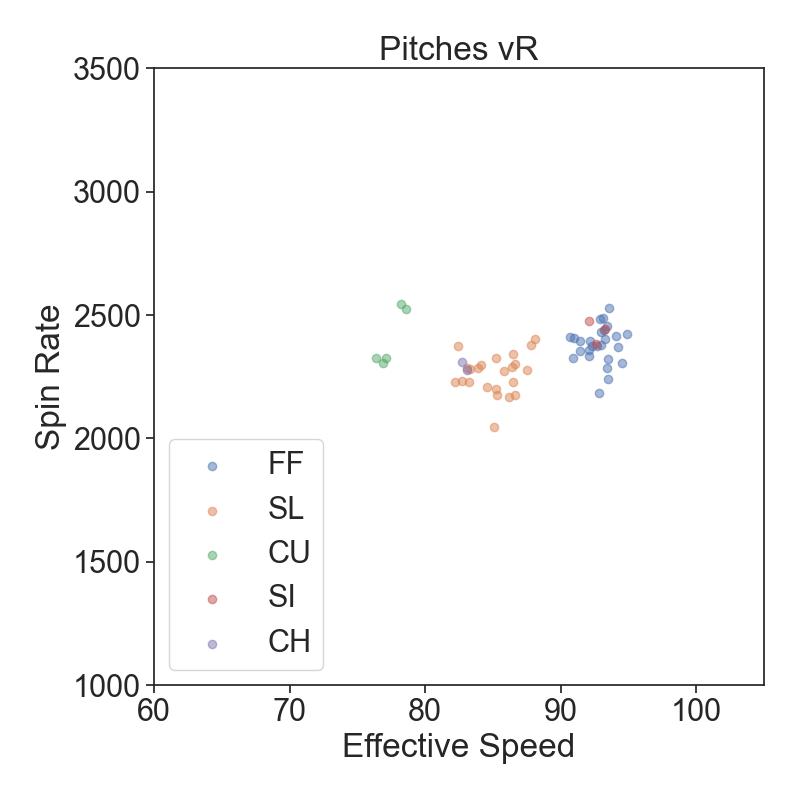 Pitches vR
3500
3000
2500
2000
1500
1000
Spin Rate
FF
SL
CU
SI
CH
60 70 80 90 100
Effective Speed